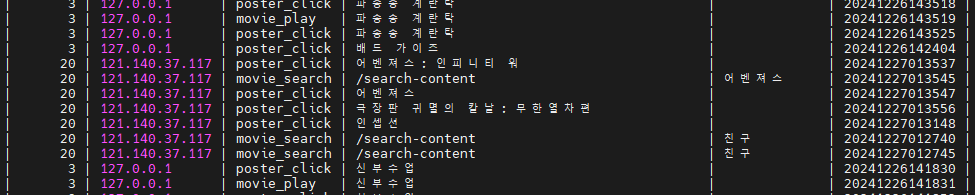 | 3 | 127.0.0.1 | poster_click | 파송송 계란탁 | | 20241226143518
| 3 | 127.0.0.1 | movie_play | 파송송 계란탁 | | 20241226143519
| 3 | 127.0.0.1 | poster_click | 파송송 계란탁 | | 20241226143525
| 3 | 127.0.0.1 | poster_click | 배드 가이즈 | | 20241226142404
| 20 | 121.140.37.117 | poster_click | 어벤져스: 인피니티 워 | | 20241227013537
| 20 | 121.140.37.117 | movie_search | /search-content | 어벤져스 | 20241227013545
| 20 | 121.140.37.117 | poster_click | 어벤져스 | | 20241227013547
| 20 | 121.140.37.117 | poster_click | 극장판 귀멸의 칼날: 무한열차편 | | 20241227013556
| 20 | 121.140.37.117 | poster_click | 인셉션 | | 20241227013148
| 20 | 121.140.37.117 | movie_search | /search-content | 친구 | 20241227012740
| 20 | 121.140.37.117 | movie_search | /search-content | 친구 | 20241227012745
| 3 | 127.0.0.1 | poster_click | 신부수업 | | 20241226141830
| 3 | 127.0.0.1 | movie_play | 신부수업 | | 20241226141831